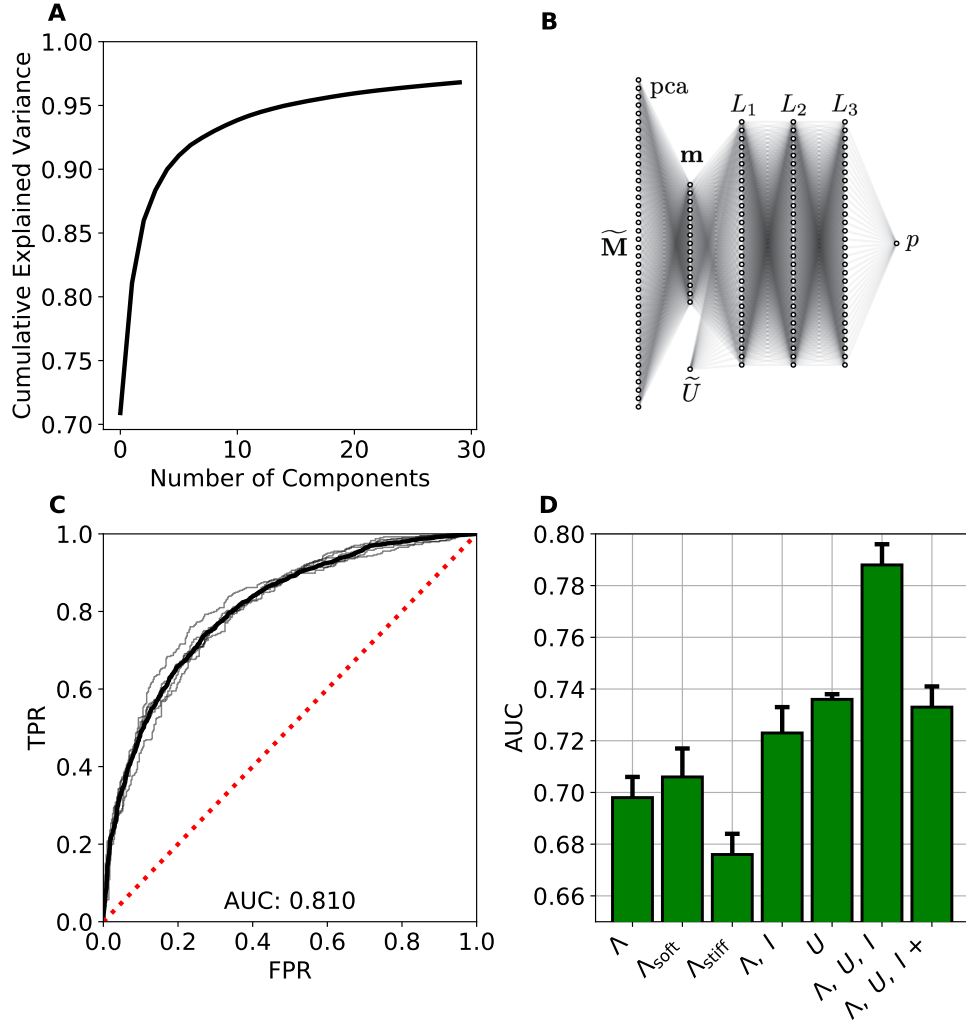 A
1.00
0.95
0.90
0.85
0.80
0.75
0.70
Cumulative Explained Variance
0 10 20 30
Number of Components
B
pca
L1 L2 L3
m
M̃
p
Ũ
C
1.0
0.8
0.6
0.4
0.2
0.0
TPR
AUC: 0.810
0.0 0.2 0.4 0.6 0.8 1.0
FPR
D
0.80
0.78
0.76
0.74
0.72
0.70
0.68
0.66
AUC
Λ
Λsoft
Λstiff
Λ, I
U
Λ, U, I
Λ, U, I +